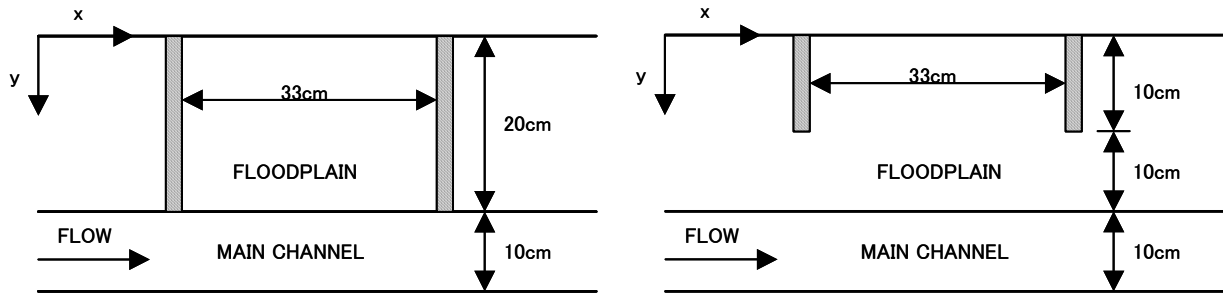 x
y
33cm
20cm
FLOODPLAIN
FLOW
MAIN CHANNEL
10cm
x
y
33cm
10cm
FLOODPLAIN
10cm
FLOW
MAIN CHANNEL
10cm